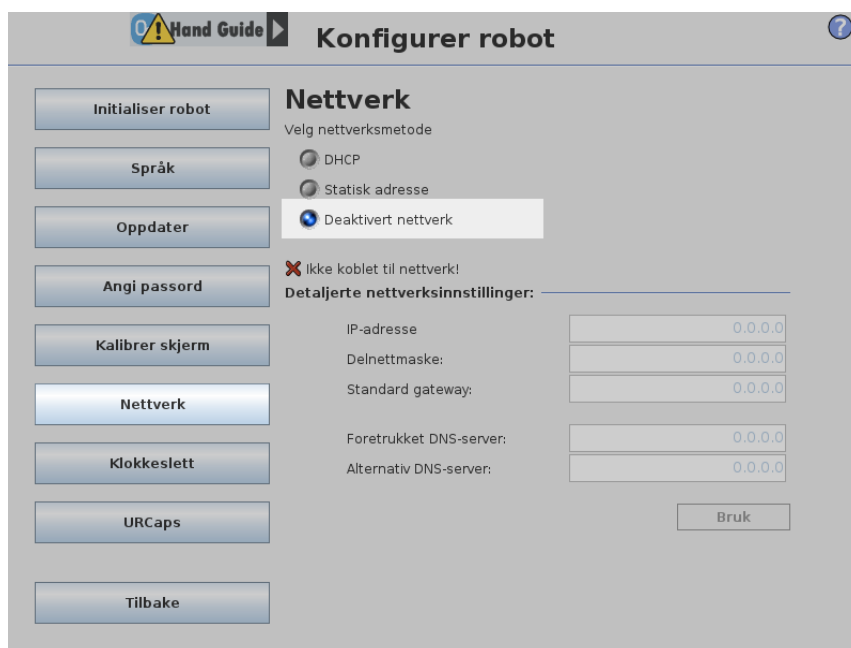 Hand Guide
Konfigurer robot
?
Initialiser robot
Språk
Oppdater
Angi passord
Kalibrer skjerm
Nettverk
Klokkeslett
URCaps
Tilbake
Nettverk
Velg nettverksmetode
DHCP
Statisk adresse
Deaktivert nettverk
Ikke koblet til nettverk!
Detaljerte nettverksinnstillinger:
IP-adresse 0.0.0.0
Delnettmaske: 0.0.0.0
Standard gateway: 0.0.0.0
Foretrukket DNS-server: 0.0.0.0
Alternativ DNS-server: 0.0.0.0
Bruk